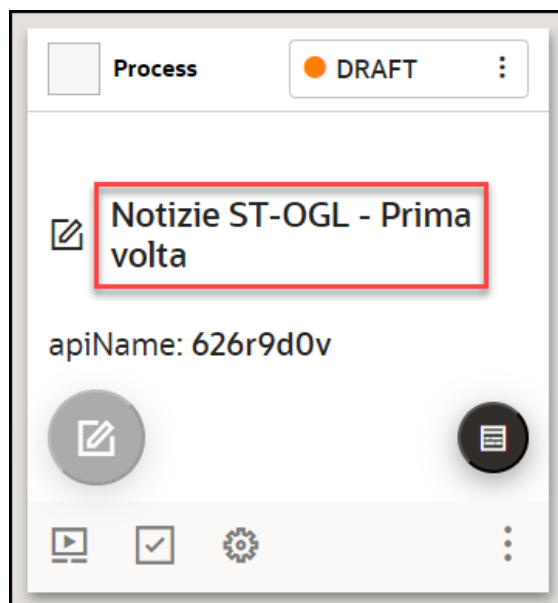 Process
DRAFT
Notizie ST-OGL - Prima
volta
apiName: 626r9d0v